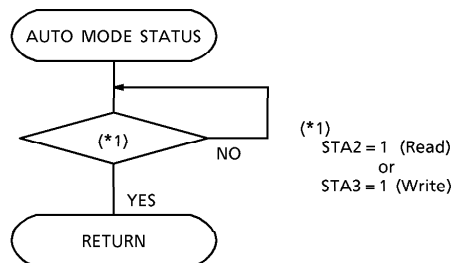 AUTO MODE STATUS
(*1)
NO
YES
RETURN
(*1)
STA2 = 1 (Read)
or
STA3 = 1 (Write)